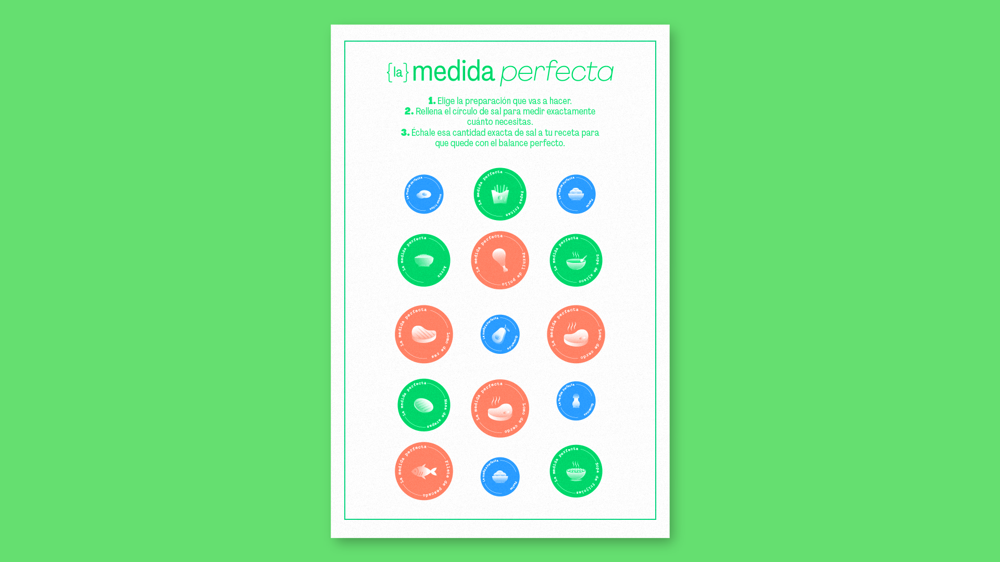 {la} medida perfecta
1. Elige la preparación que vas a hacer.
2. Rellena el círculo de sal para medir exactamente
cuánto necesitas.
3. Échale esa cantidad exacta de sal a tu receta para
que quede con el balance perfecto.
La medida perfecta
Huevos fritos
La medida perfecta
Papas fritas
La medida perfecta
Pastas
La medida perfecta
Arroz
La medida perfecta
pernil de pollo
La medida perfecta
Sopa de ajiaco
La medida perfecta
Lomo de res
La medida Perfecta
La medida perfecta
Lomo de cerdo
La medida perfecta
Masa de arepas
La medida perfecta
Lomo de cerdo
La medida Perfecta
La medida perfecta
Filete de pescado
La medida Perfecta
Pastas
La medida perfecta
Sopa de frijoles